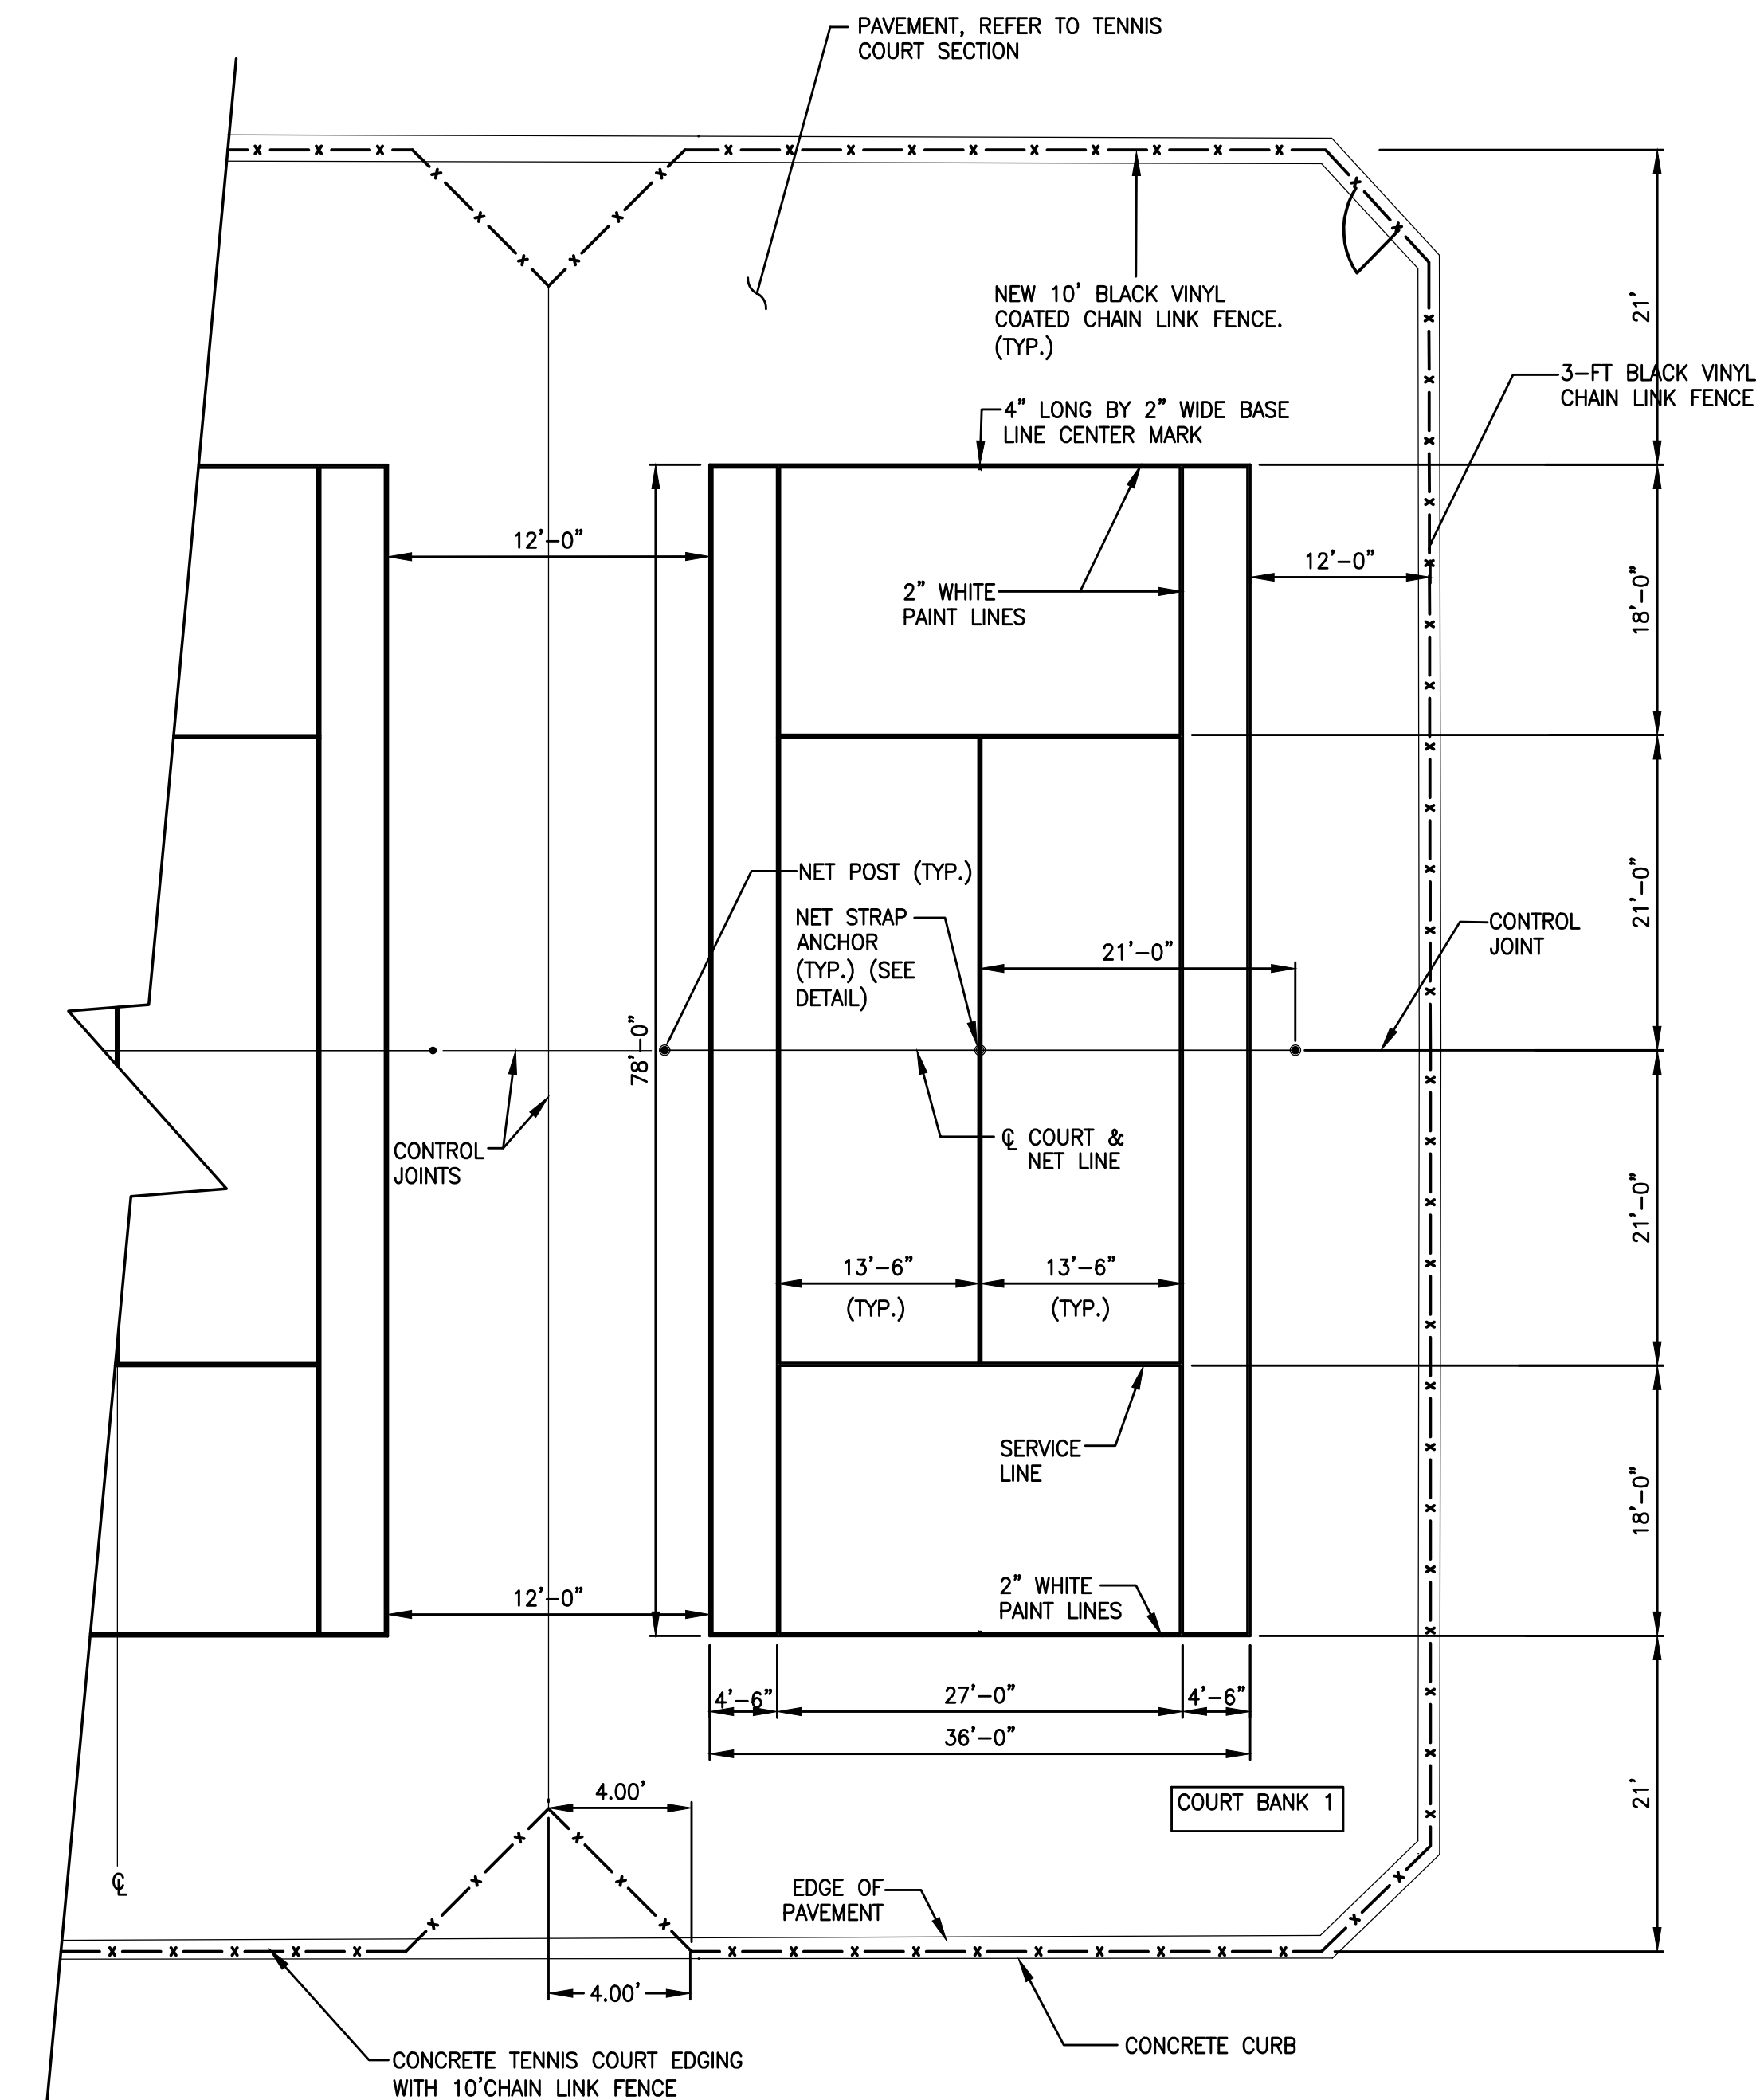 PAVEMENT, REFER TO TENNIS
COURT SECTION
NEW 10' BLACK VINYL
COATED CHAIN LINK FENCE.
(TYP.)
21'
3-FT BLACK VINYL
CHAIN LINK FENCE
4" LONG BY 2" WIDE BASE
LINE CENTER MARK
12'-0"
12'-0"
2" WHITE
PAINT LINES
18'-0"
NET POST (TYP.)
NET STRAP
ANCHOR
(TYP.) (SEE
DETAIL)
21'-0"
21'-0"
CONTROL
JOINT
78'-0"
CONTROL
JOINTS
℄ COURT &
NET LINE
21'-0"
13'-6"
(TYP.)
13'-6"
(TYP.)
SERVICE
LINE
18'-0"
12'-0"
2" WHITE
PAINT LINES
4'-6"
27'-0"
4'-6"
36'-0"
4.00'
COURT BANK 1
21'
℄
EDGE OF
PAVEMENT
4.00'
CONCRETE CURB
CONCRETE TENNIS COURT EDGING
WITH 10'CHAIN LINK FENCE